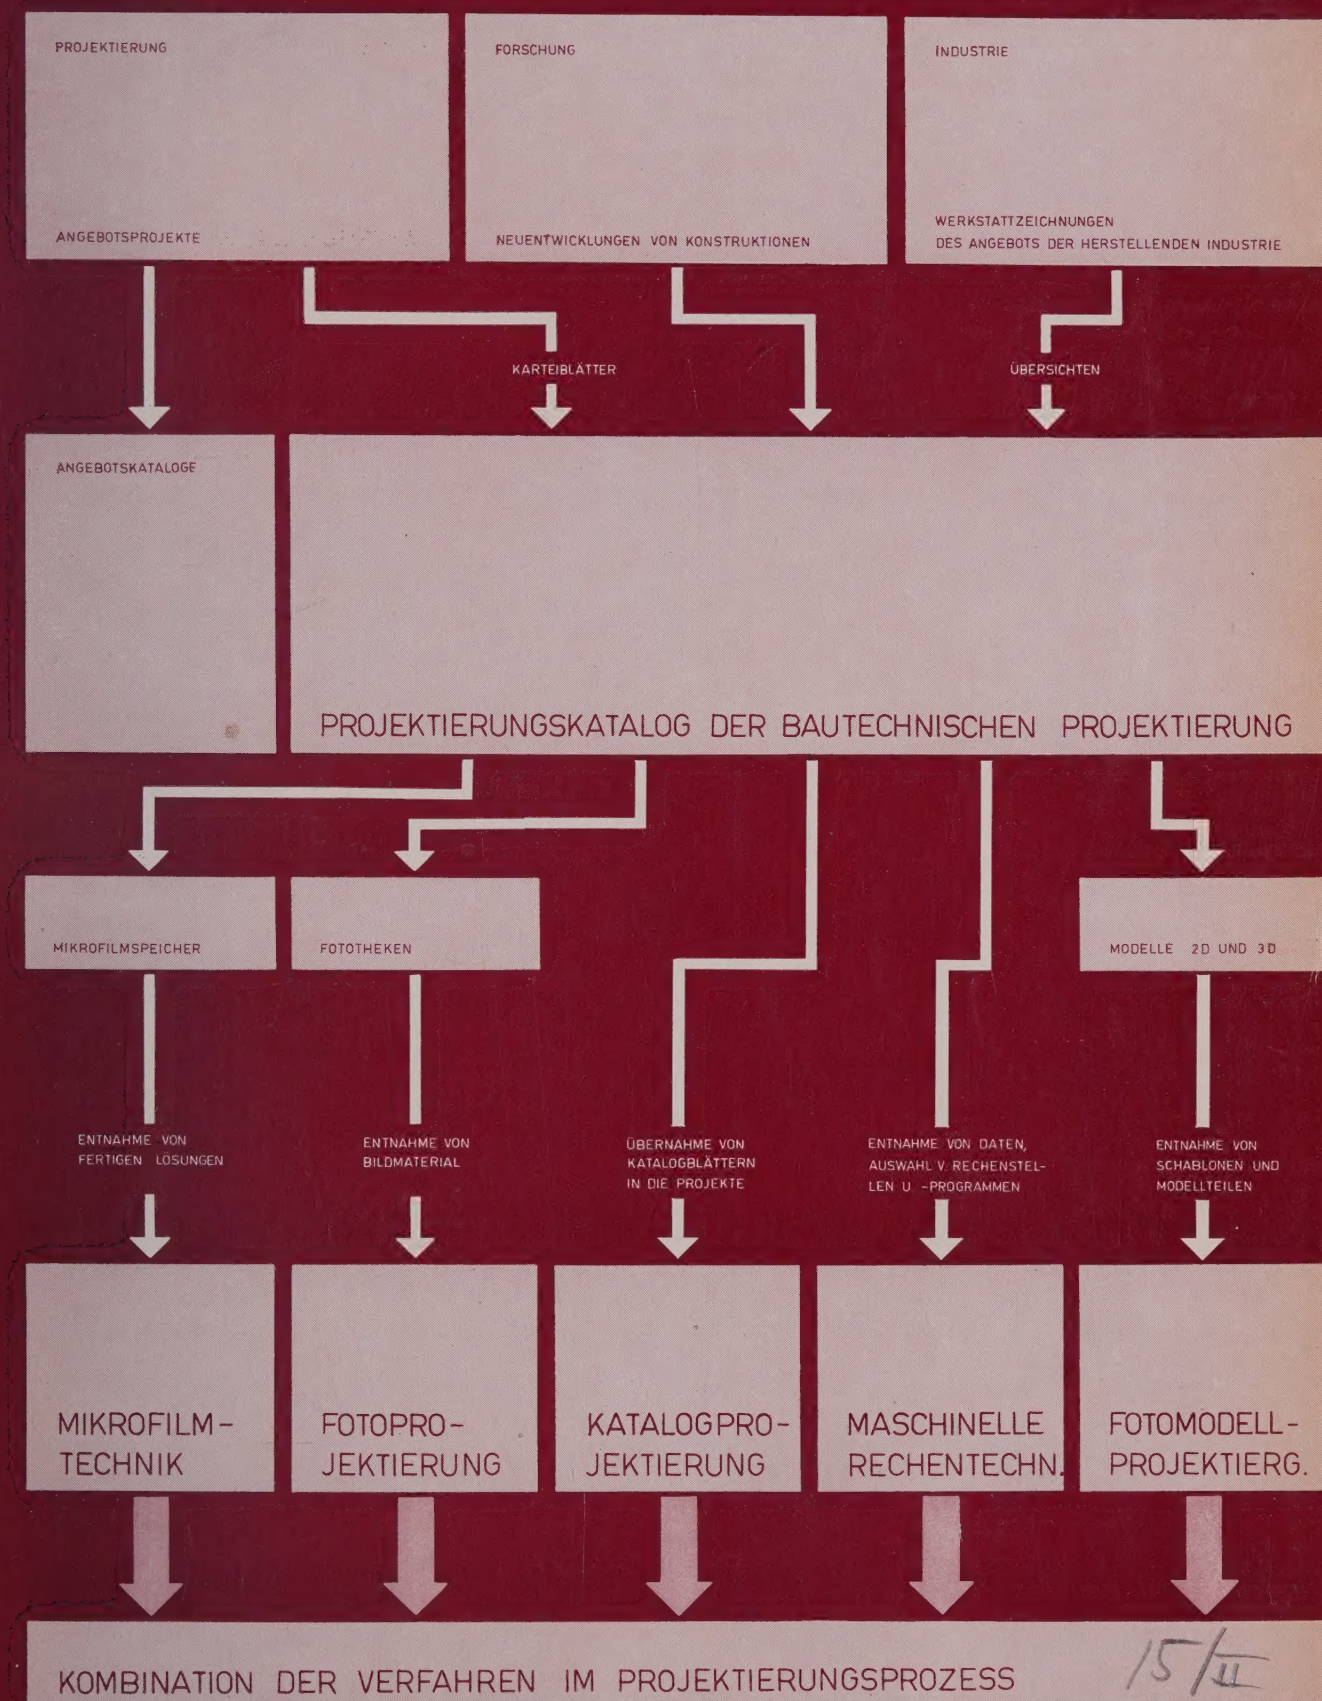 PROJEKTIERUNG
FORSCHUNG
INDUSTRIE
ANGEBOTSPROJEKTE
NEUENTWICKLUNGEN VON KONSTRUKTIONEN
WERKSTATTZEICHNUNGEN
DES ANGEBOTS DER HERSTELLENDEN INDUSTRIE
KARTEIBLÄTTER
ÜBERSICHTEN
ANGEBOTSKATALOGE
PROJEKTIERUNGSKATALOG DER BAUTECHNISCHEN PROJEKTIERUNG
MIKROFILMSPEICHER
FOTOTHEKEN
MODELLE 2D UND 3D
ENTNAHME VON
FERTIGEN LÖSUNGEN
ENTNAHME VON
BILDMATERIAL
ÜBERNAHME VON
KATALOGBLÄTTERN
IN DIE PROJEKTE
ENTNAHME VON DATEN,
AUSWAHL V. RECHENSTEL-
LEN U. -PROGRAMMEN
ENTNAHME VON
SCHABLONEN UND
MODELLTEILEN
MIKROFILM-
TECHNIK
FOTOPRO-
JEKTIERUNG
KATALOGPRO-
JEKTIERUNG
MASCHINELLE
RECHENTECHN.
FOTOMODELL-
PROJEKTIERG.
KOMBINATION DER VERFAHREN IM PROJEKTIERUNGSPROZESS
15/II